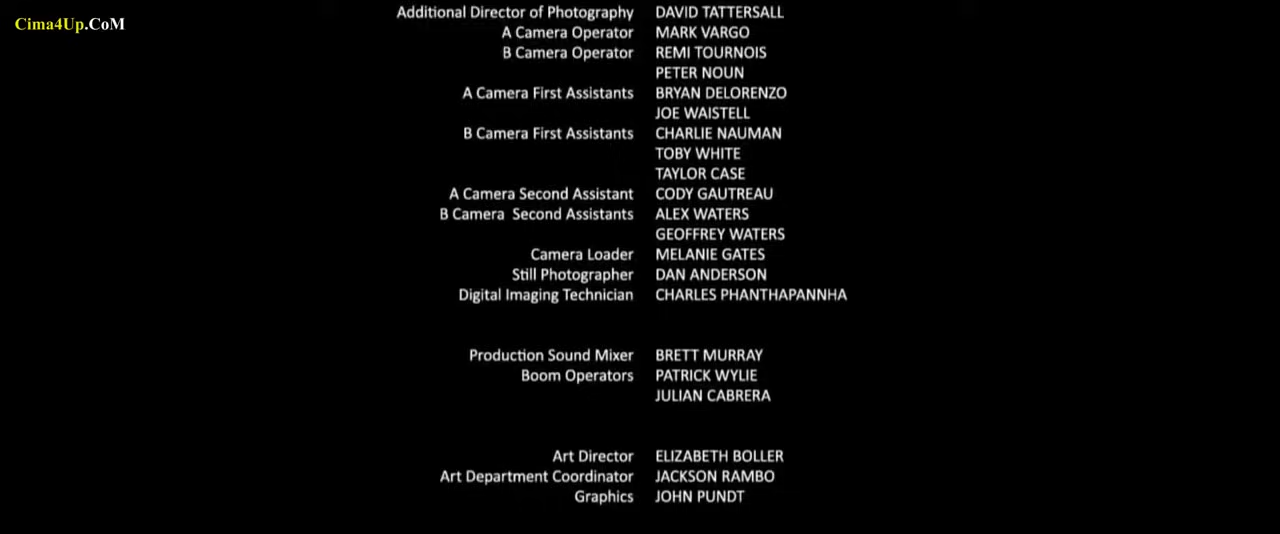 Cima4Up.CoM
Additional Director of Photography DAVID TATTERSALL
A Camera Operator MARK VARGO
B Camera Operator REMI TOURNOIS
PETER NOUN
A Camera First Assistants BRYAN DELORENZO
JOE WAISTELL
B Camera First Assistants CHARLIE NAUMAN
TOBY WHITE
TAYLOR CASE
A Camera Second Assistant CODY GAUTREAU
B Camera Second Assistants ALEX WATERS
GEOFFREY WATERS
Camera Loader MELANIE GATES
Still Photographer DAN ANDERSON
Digital Imaging Technician CHARLES PHANTHAPANNHA
Production Sound Mixer BRETT MURRAY
Boom Operators PATRICK WYLIE
JULIAN CABRERA
Art Director ELIZABETH BOLLER
Art Department Coordinator JACKSON RAMBO
Graphics JOHN PUNDT